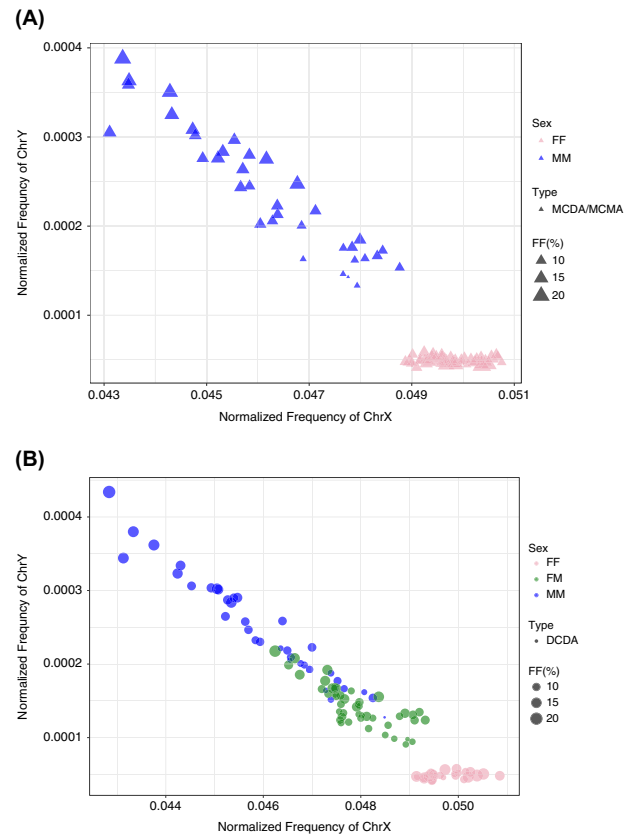 (A)
0.0004
0.0003
0.0002
0.0001
Normalized Frequncy of ChrY
0.043
0.045
0.047
0.049
0.051
Normalized Frequency of ChrX
Sex
FF
MM
Type
MCDA/MCMA
FF(%)
10
15
20
(B)
0.0004
0.0003
0.0002
0.0001
Normalized Frequncy of ChrY
0.044
0.046
0.048
0.050
Normalized Frequency of ChrX
Sex
FF
FM
MM
Type
DCDA
FF(%)
10
15
20